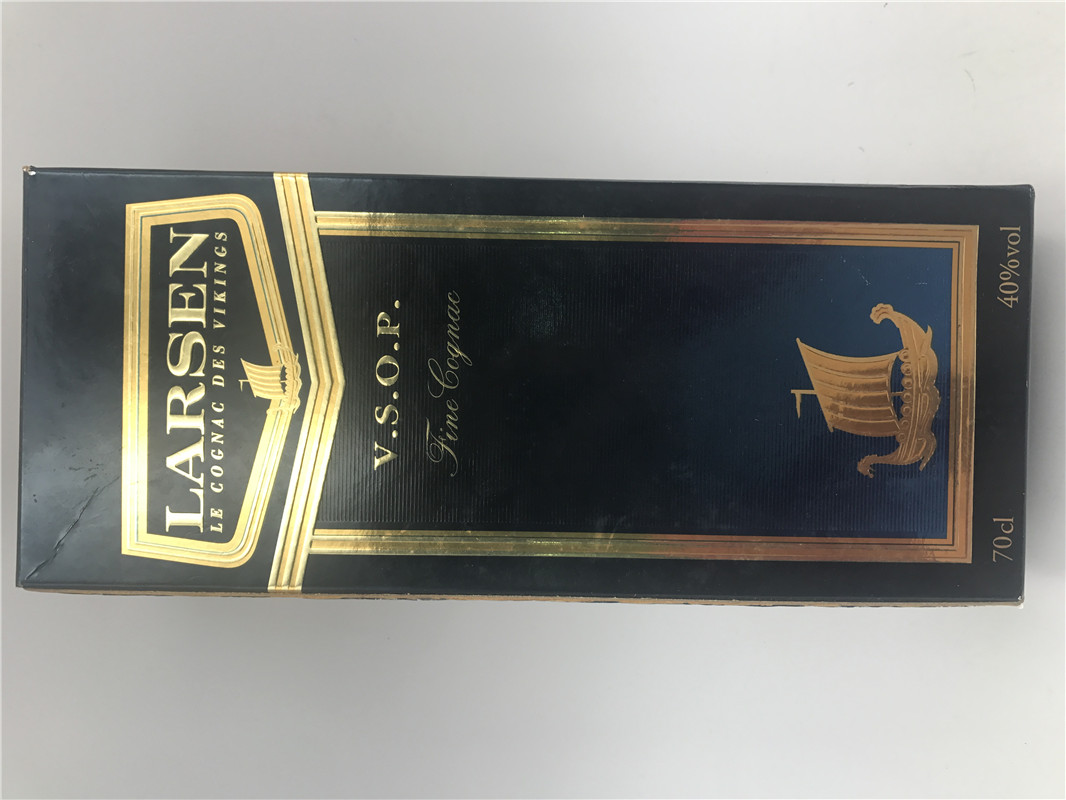 LARSEN
LE COGNAC DES VIKINGS
V.S.O.P.
Fine Cognac
70cl 40%vol